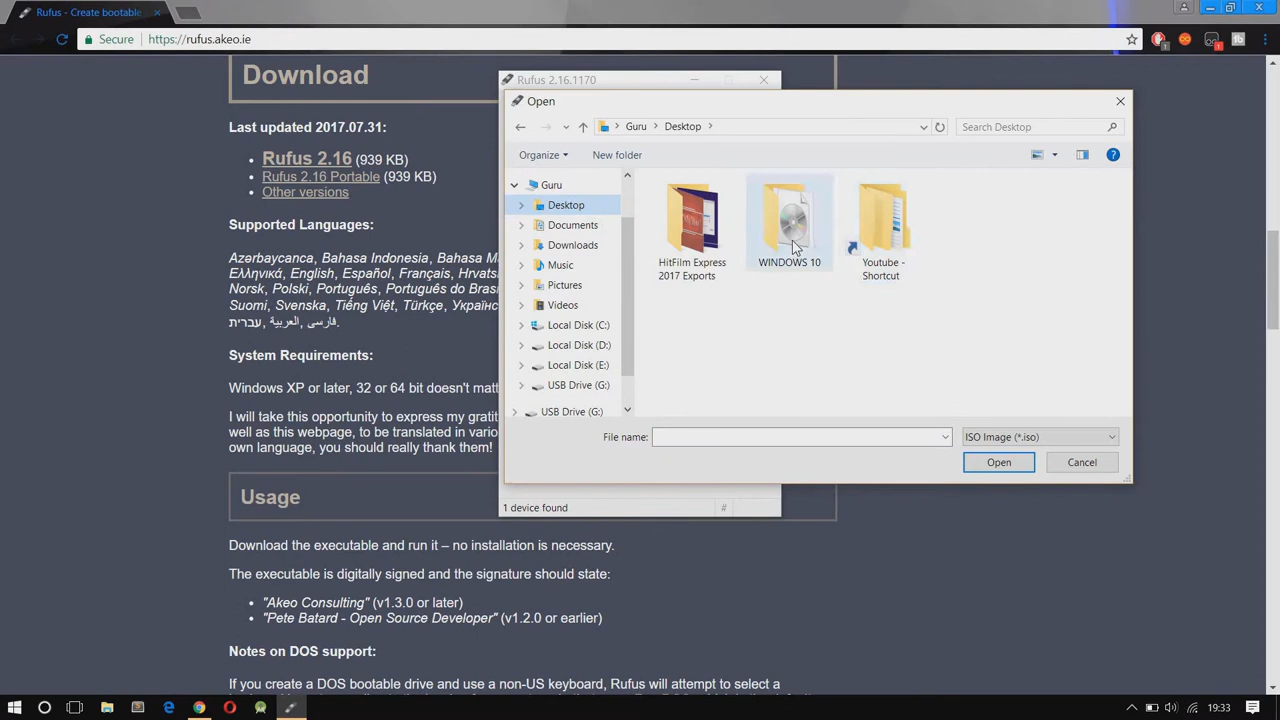 Rufus - Create bootable
Secure
https://rufus.akeo.ie
Download
Last updated 2017.07.31:
Rufus 2.16 (939 KB)
Rufus 2.16 Portable (939 KB)
Other versions
Supported Languages:
Azərbaycanca, Bahasa Indonesia, Bahasa M
Ελληνικά, English, Español, Français, Hrvats
Norsk, Polski, Português, Português do Brasi
Suomi, Svenska, Tiếng Việt, Türkçe, Українс
עברית ,العربية ,فارسی.
System Requirements:
Windows XP or later, 32 or 64 bit doesn't matt
I will take this opportunity to express my gratit
well as this webpage, to be translated in vario
own language, you should really thank them!
Usage
Download the executable and run it – no installation is necessary.
The executable is digitally signed and the signature should state:
"Akeo Consulting" (v1.3.0 or later)
"Pete Batard - Open Source Developer" (v1.2.0 or earlier)
Notes on DOS support:
If you create a DOS bootable drive and use a non-US keyboard, Rufus will attempt to select a
Rufus 2.16.1170
Open
Guru > Desktop >
Search Desktop
Organize
New folder
Guru
Desktop
Documents
Downloads
Music
Pictures
Videos
Local Disk (C:)
Local Disk (D:)
Local Disk (E:)
USB Drive (G:)
USB Drive (G:)
HitFilm Express
2017 Exports
WINDOWS 10
Youtube -
Shortcut
File name:
ISO Image (*.iso)
Open
Cancel
1 device found
#
19:33